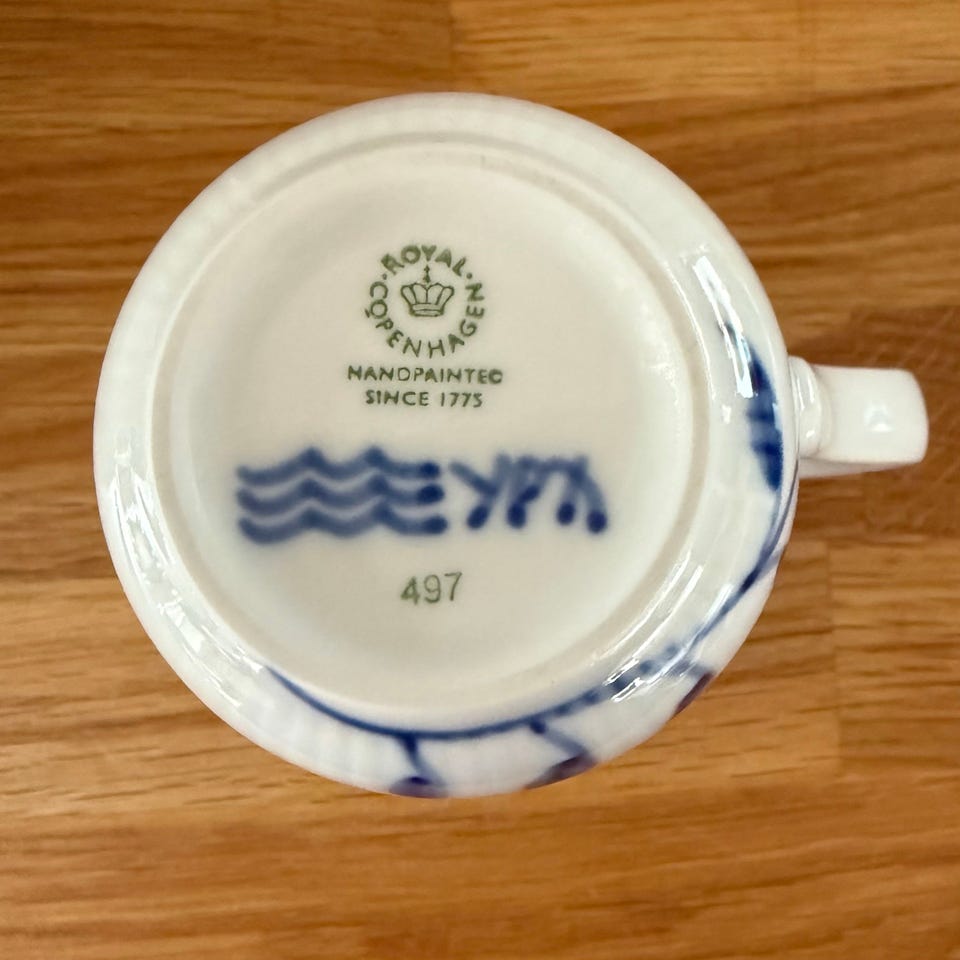 ROYAL COPENHAGEN
HANDPAINTED
SINCE 1775
497